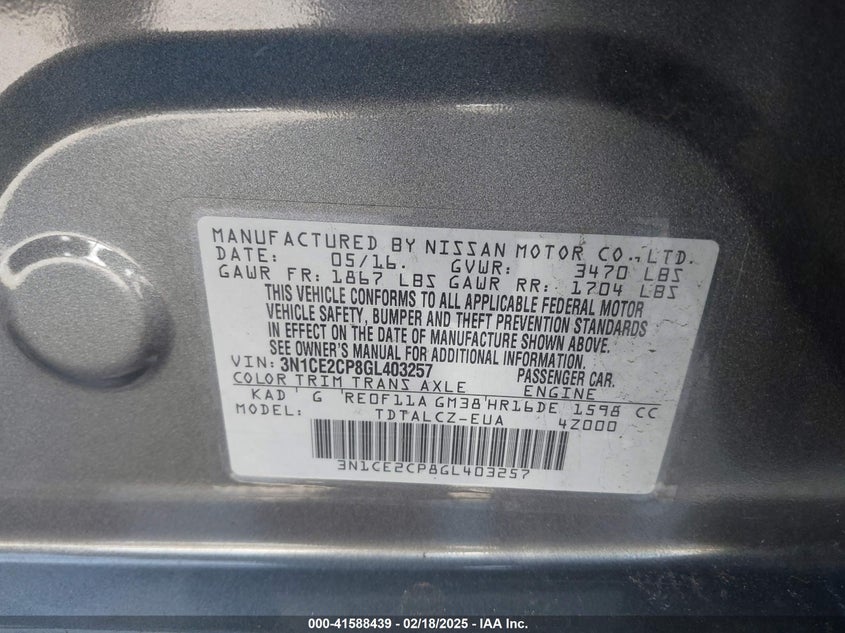 MANUFACTURED BY NISSAN MOTOR CO., LTD.
DATE: 05/16. GVWR: 3470 LBS
GAWR FR: 1867 LBS GAWR RR: 1704 LBS
THIS VEHICLE CONFORMS TO ALL APPLICABLE FEDERAL MOTOR
VEHICLE SAFETY, BUMPER AND THEFT PREVENTION STANDARDS
IN EFFECT ON THE DATE OF MANUFACTURE SHOWN ABOVE.
SEE OWNER'S MANUAL FOR ADDITIONAL INFORMATION.
VIN: 3N1CE2CP8GL403257 PASSENGER CAR.
COLOR TRIM TRANS AXLE ENGINE
KAD ' G RE0F11A GM38'HR16DE 1598 CC
MODEL: TDTALCZ-EUA 4Z000
3N1CE2CP8GL403257
000-41588439 - 02/18/2025 - IAA Inc.